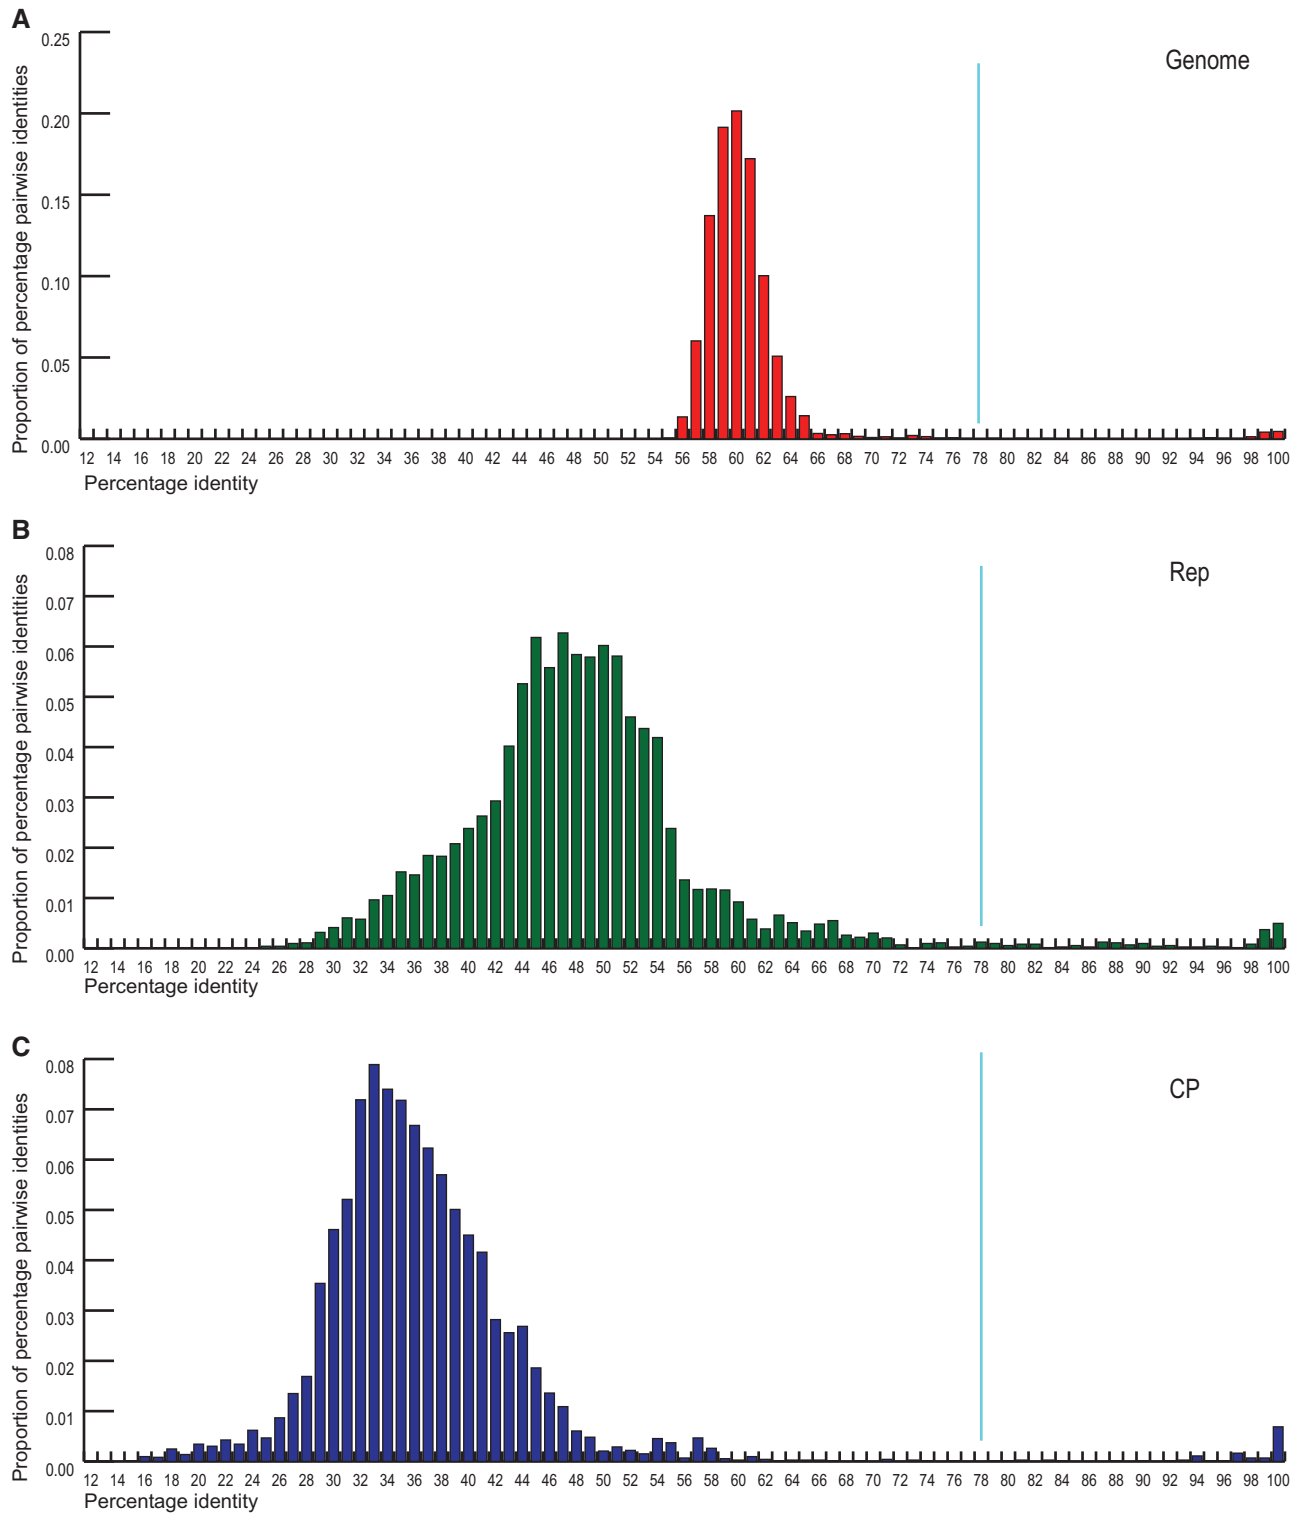 A
Genome
Proportion of percentage pairwise identities
0.25
0.20
0.15
0.10
0.05
0.00
12 14 16 18 20 22 24 26 28 30 32 34 36 38 40 42 44 46 48 50 52 54 56 58 60 62 64 66 68 70 72 74 76 78 80 82 84 86 88 90 92 94 96 98 100
Percentage identity
B
Rep
Proportion of percentage pairwise identities
0.08
0.07
0.06
0.05
0.04
0.03
0.02
0.01
0.00
12 14 16 18 20 22 24 26 28 30 32 34 36 38 40 42 44 46 48 50 52 54 56 58 60 62 64 66 68 70 72 74 76 78 80 82 84 86 88 90 92 94 96 98 100
Percentage identity
C
CP
Proportion of percentage pairwise identities
0.08
0.07
0.06
0.05
0.04
0.03
0.02
0.01
0.00
12 14 16 18 20 22 24 26 28 30 32 34 36 38 40 42 44 46 48 50 52 54 56 58 60 62 64 66 68 70 72 74 76 78 80 82 84 86 88 90 92 94 96 98 100
Percentage identity